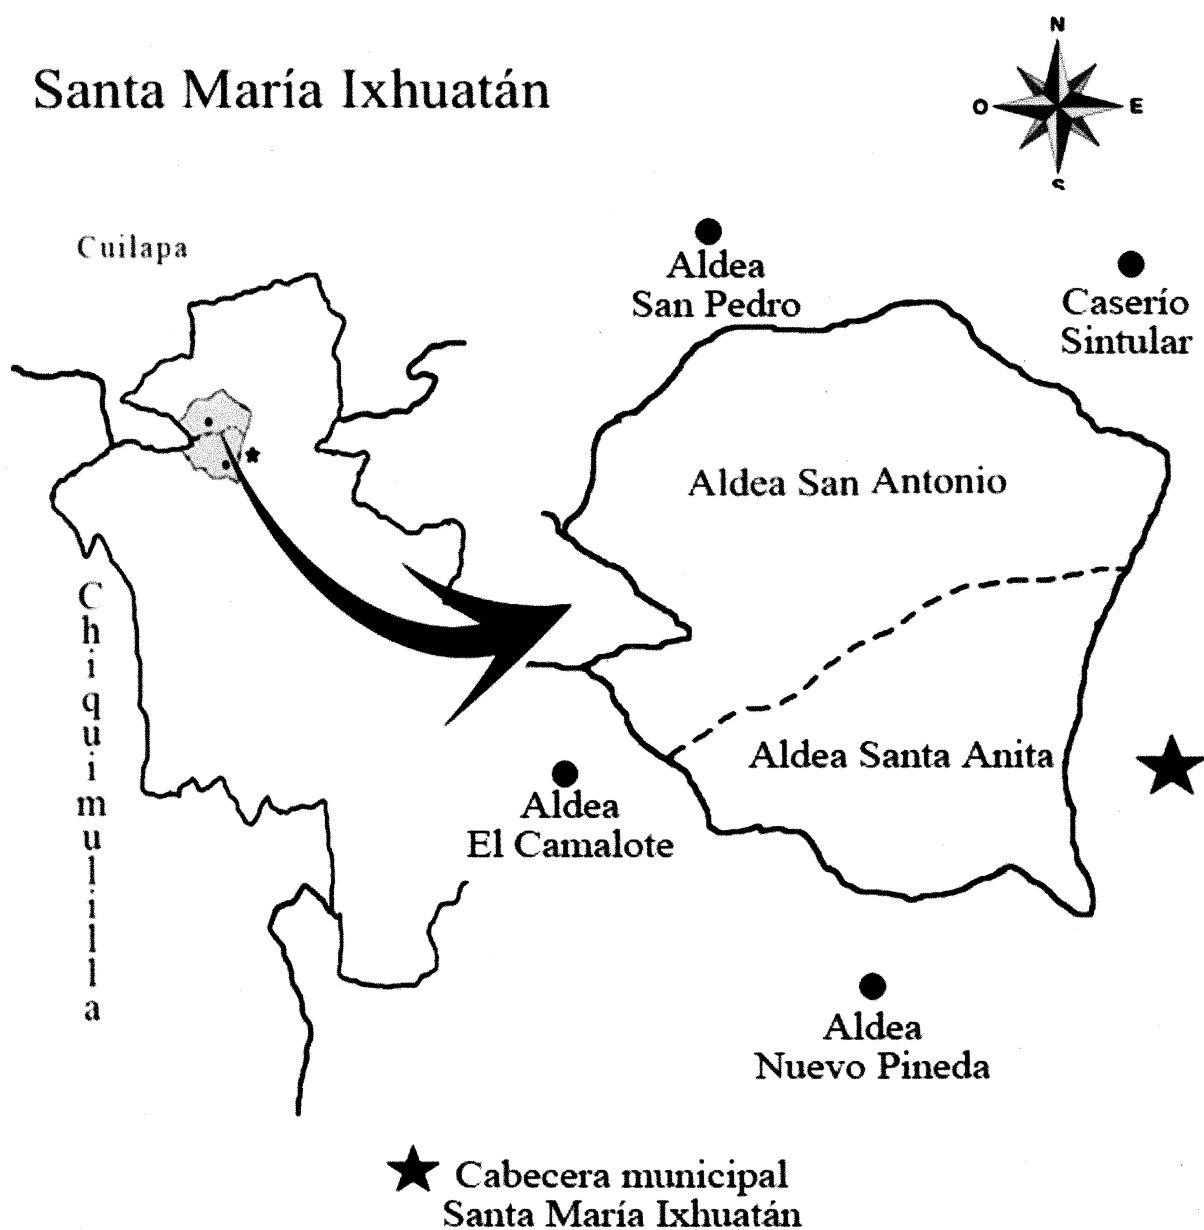 N
Santa María Ixhuatán
O
E
S
Cuilapa
Aldea
San Pedro
Caserío
Sintular
Aldea San Antonio
Chiquimulilla
Aldea Santa Anita
Aldea
El Camalote
Aldea
Nuevo Pineda
Cabecera municipal
Santa María Ixhuatán